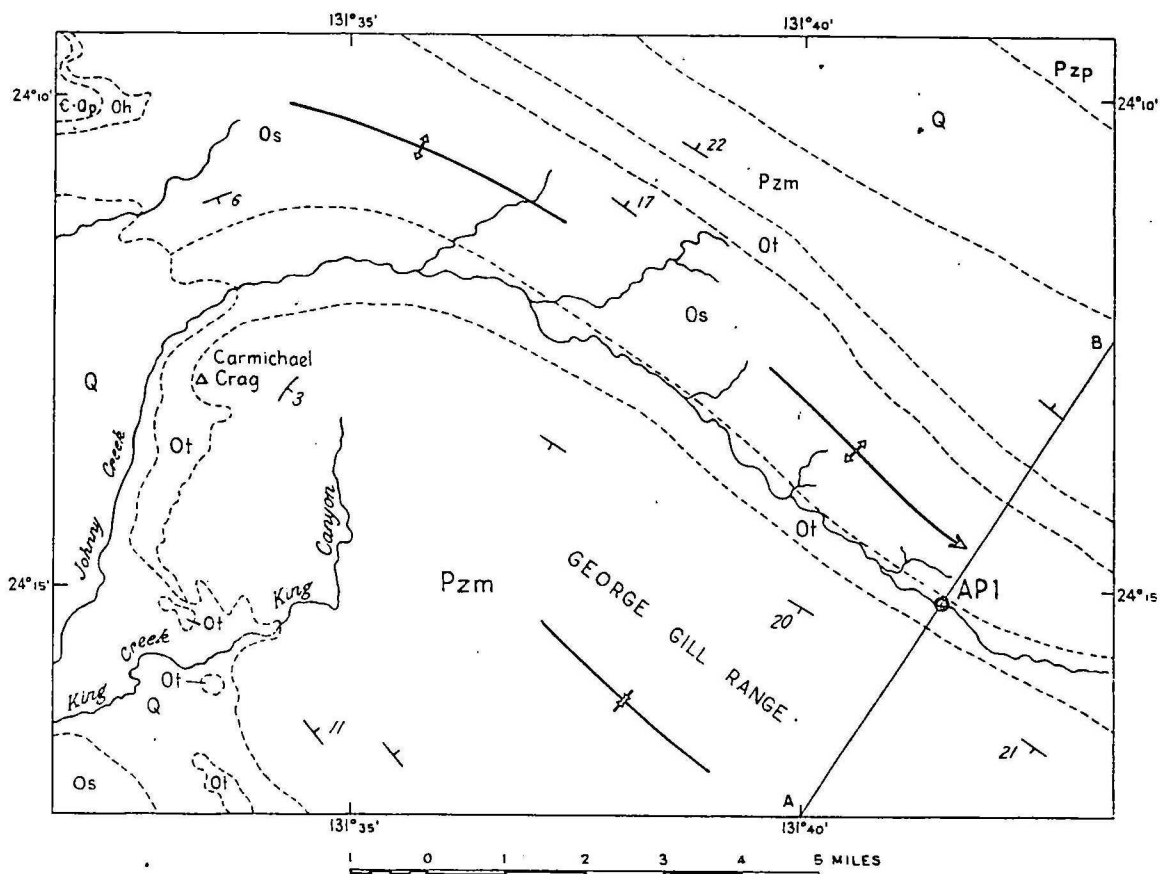 131°35'
131°40'
24°10'
24°10'
Pzp
Є-Op
Oh
Os
Q
22
Pzm
6
17
Ot
Os
B
Carmichael
Crag
3
Q
Ot
Johnny Creek
King Canyon
Ot
Pzm
GEORGE GILL RANGE
24°15'
24°15'
AP1
20
Ot
King Creek
Ot
Q
11
21
Os
Ot
A
131°35'
131°40'
1 0 1 2 3 4 5 MILES